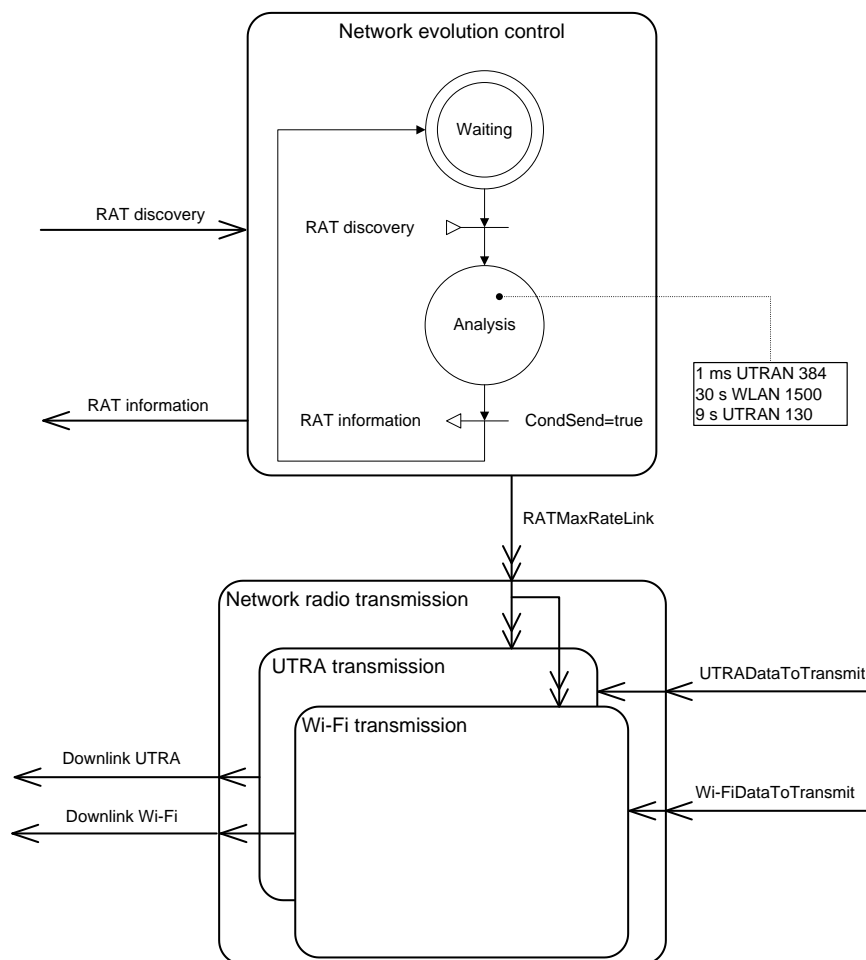 Network evolution control
Waiting
RAT discovery
RAT discovery
Analysis
1 ms UTRAN 384
30 s WLAN 1500
9 s UTRAN 130
RAT information
RAT information
CondSend=true
RATMaxRateLink
Network radio transmission
UTRA transmission
UTRADataToTransmit
Wi-Fi transmission
Downlink UTRA
Wi-FiDataToTransmit
Downlink Wi-Fi